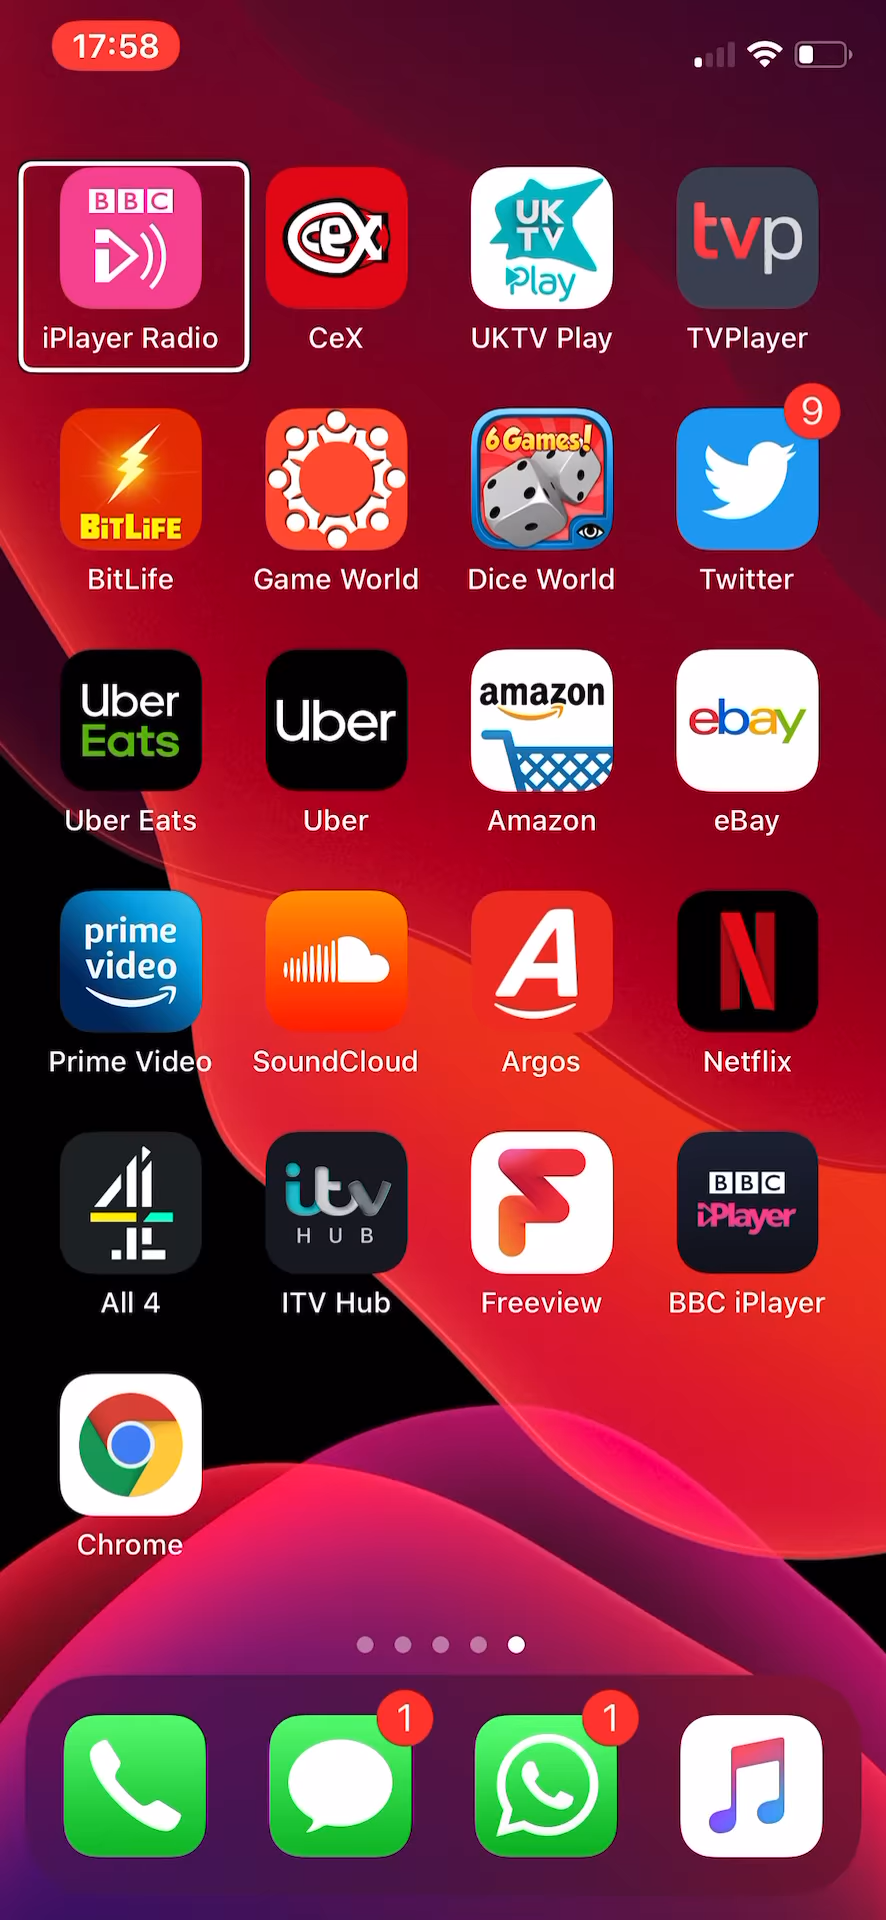 17:58
BBC
iPlayer Radio
CeX
CeX
UK
TV
Play
UKTV Play
tvp
TVPlayer
BITLIFE
BitLife
Game World
6 Games!
Dice World
9
Twitter
Uber
Eats
Uber Eats
Uber
Uber
amazon
Amazon
ebay
eBay
prime
video
Prime Video
SoundCloud
A
Argos
N
Netflix
4
All 4
itv
HUB
ITV Hub
F
Freeview
BBC
iPlayer
BBC iPlayer
Chrome
1
1